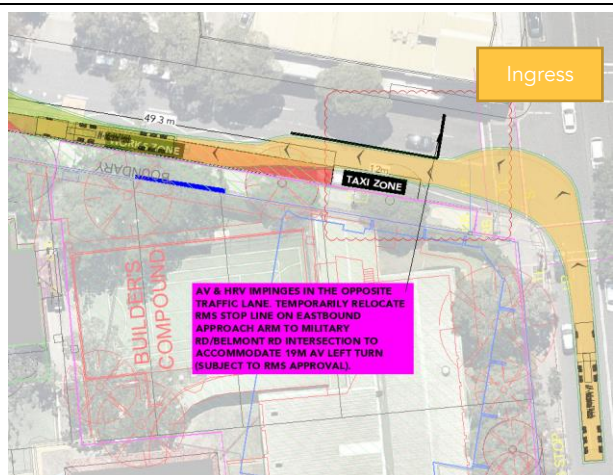 Ingress
49.3 m
WORKS ZONE
BOUNDARY
12m
TAXI ZONE
BUILDER'S
COMPOUND
AV & HRV IMPINGES IN THE OPPOSITE
TRAFFIC LANE. TEMPORARILY RELOCATE
RMS STOP LINE ON EASTBOUND
APPROACH ARM TO MILITARY
RD/BELMONT RD INTERSECTION TO
ACCOMMODATE 19M AV LEFT TURN
(SUBJECT TO RMS APPROVAL).
STOP